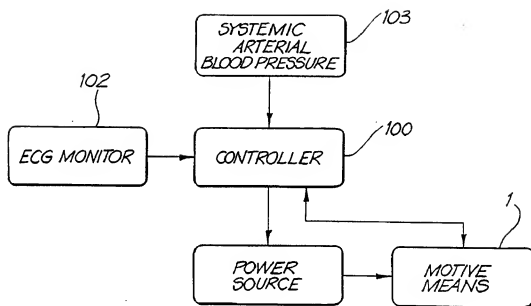 103
SYSTEMIC
ARTERIAL
BLOOD PRESSURE
102
100
ECG MONITOR
CONTROLLER
1
POWER
SOURCE
MOTIVE
MEANS